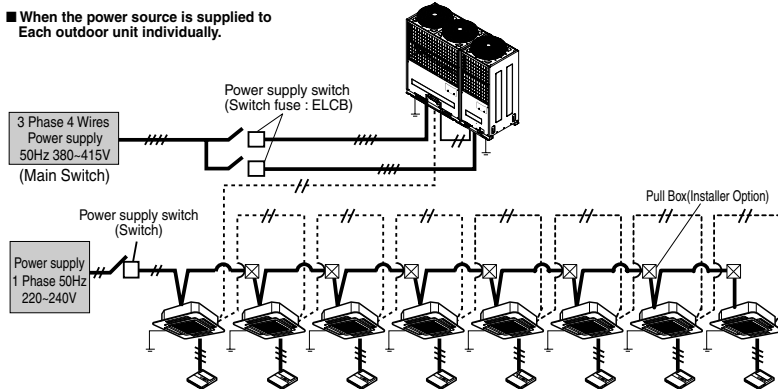 ■ When the power source is supplied to
Each outdoor unit individually.
Power supply switch
(Switch fuse : ELCB)
3 Phase 4 Wires
Power supply
50Hz 380~415V
(Main Switch)
Pull Box(Installer Option)
Power supply switch
(Switch)
Power supply
1 Phase 50Hz
220~240V